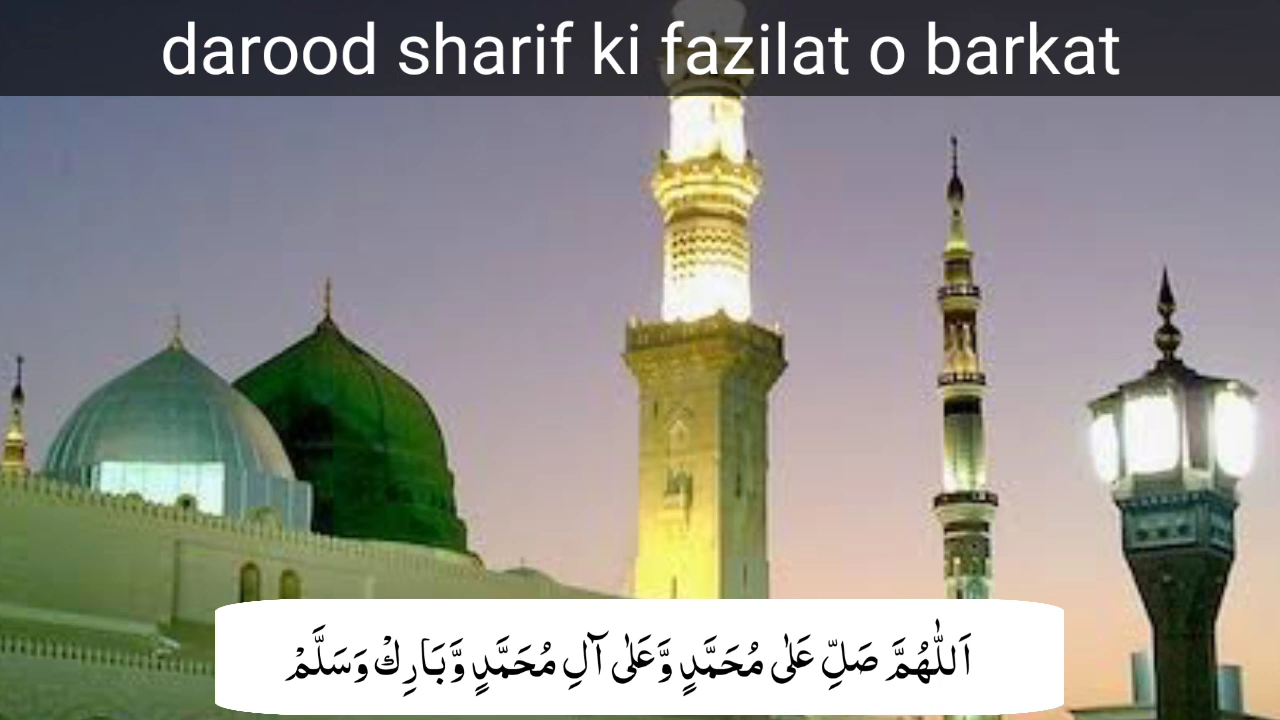 darood sharif ki fazilat o barkat
اَللّٰهُمَّ صَلِّ عَلٰی مُحَمَّدٍ وَّعَلٰی آلِ مُحَمَّدٍ وَّبَارِكْ وَسَلَّمْ